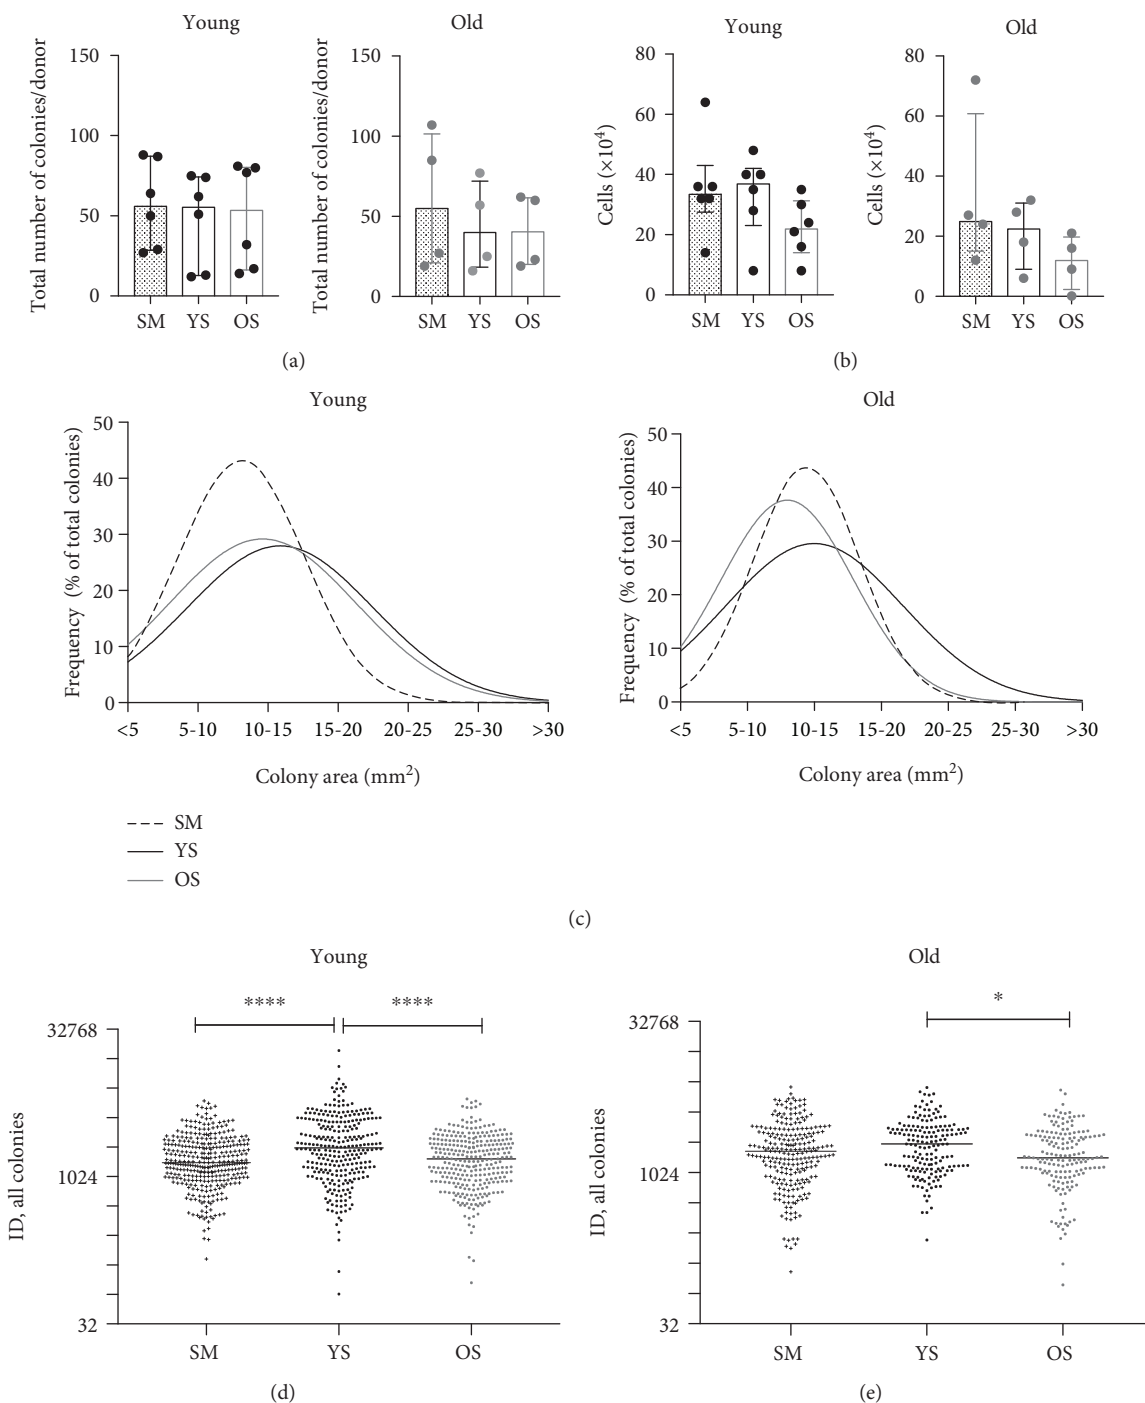 Young
Old
Young
Old
Total number of colonies/donor
150
100
50
0
SM YS OS
Total number of colonies/donor
150
100
50
0
SM YS OS
(a)
Cells (×10⁴)
80
60
40
20
0
SM YS OS
Cells (×10⁴)
80
60
40
20
0
SM YS OS
(b)
Young
Frequency (% of total colonies)
50
40
30
20
10
0
<5 5-10 10-15 15-20 20-25 25-30 >30
Colony area (mm²)
Old
Frequency (% of total colonies)
50
40
30
20
10
0
<5 5-10 10-15 15-20 20-25 25-30 >30
Colony area (mm²)
SM
YS
OS
(c)
Young
**** ****
ID, all colonies
32768
1024
32
SM YS OS
(d)
Old
*
ID, all colonies
32768
1024
32
SM YS OS
(e)